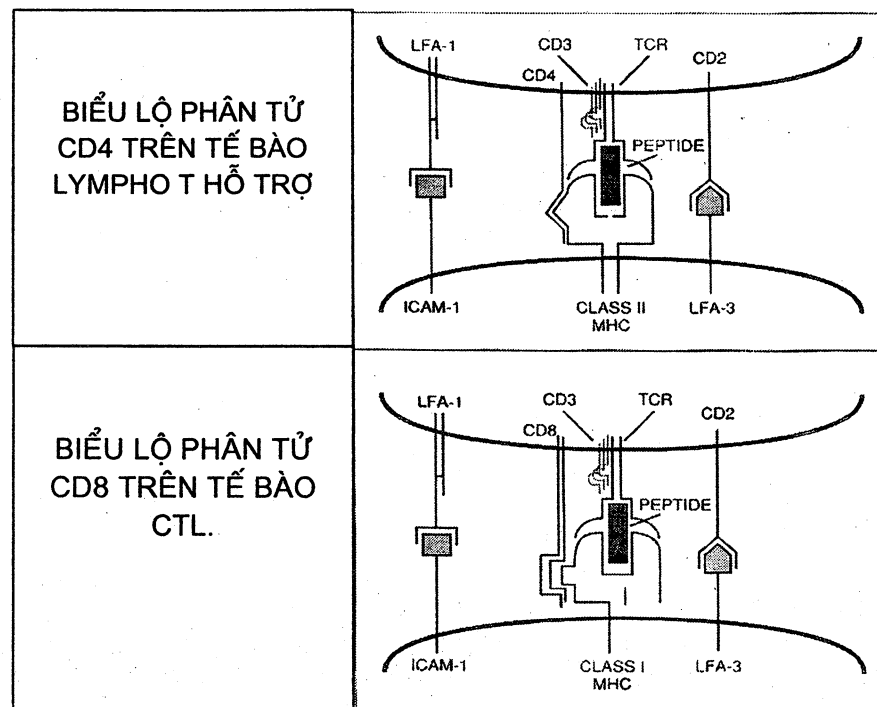 BIỂU LỘ PHÂN TỬ
CD4 TRÊN TẾ BÀO
LYMPHO T HỖ TRỢ
LFA-1
CD3
TCR
CD2
CD4
PEPTIDE
ICAM-1
CLASS II
MHC
LFA-3
BIỂU LỘ PHÂN TỬ
CD8 TRÊN TẾ BÀO
CTL.
LFA-1
CD3
TCR
CD2
CD8
PEPTIDE
ICAM-1
CLASS I
MHC
LFA-3